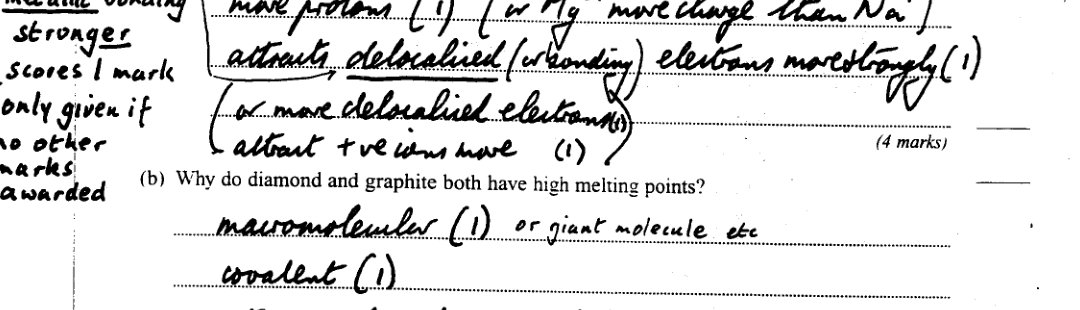 metallic bonding
stronger
scores 1 mark
only given if
no other
marks
awarded
more protons (1) (or Mg more charge than Na)
attracts delocalised (or bonding) electrons more strongly (1)
(or more delocalised electrons (1)
attract +ve ions more (1)
(4 marks)
(b) Why do diamond and graphite both have high melting points?
macromolecular (1) or giant molecule etc
covalent (1)